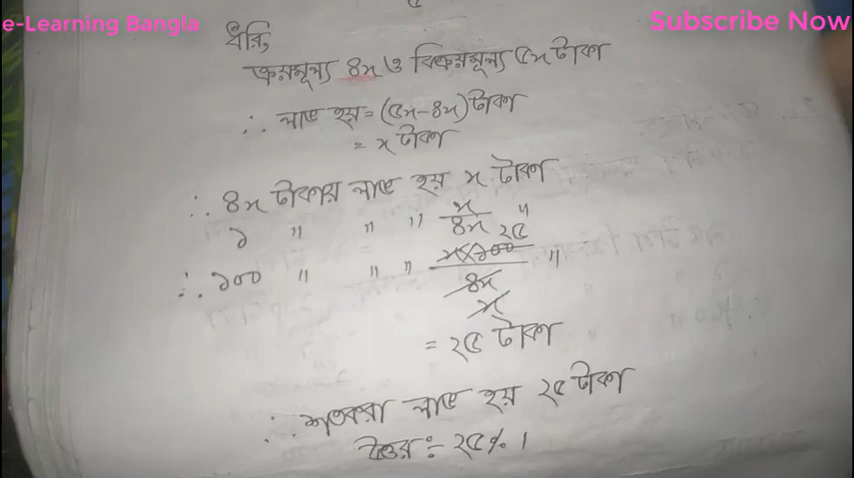 e-Learning Bangla
Subscribe Now
ধরি,
ক্রয়মূল্য ৪x ও বিক্রয়মূল্য ৫x টাকা
∴ লাভ হয় = (৫x-৪x) টাকা
= x টাকা
∴ ৪x টাকায় লাভ হয় x টাকা
১ " " " x/৪x "
২৫
∴ ১০০ " " " x×১০০/৪x "
x
= ২৫ টাকা
∴ শতকরা লাভ হয় ২৫ টাকা
উত্তর : ২৫% ।